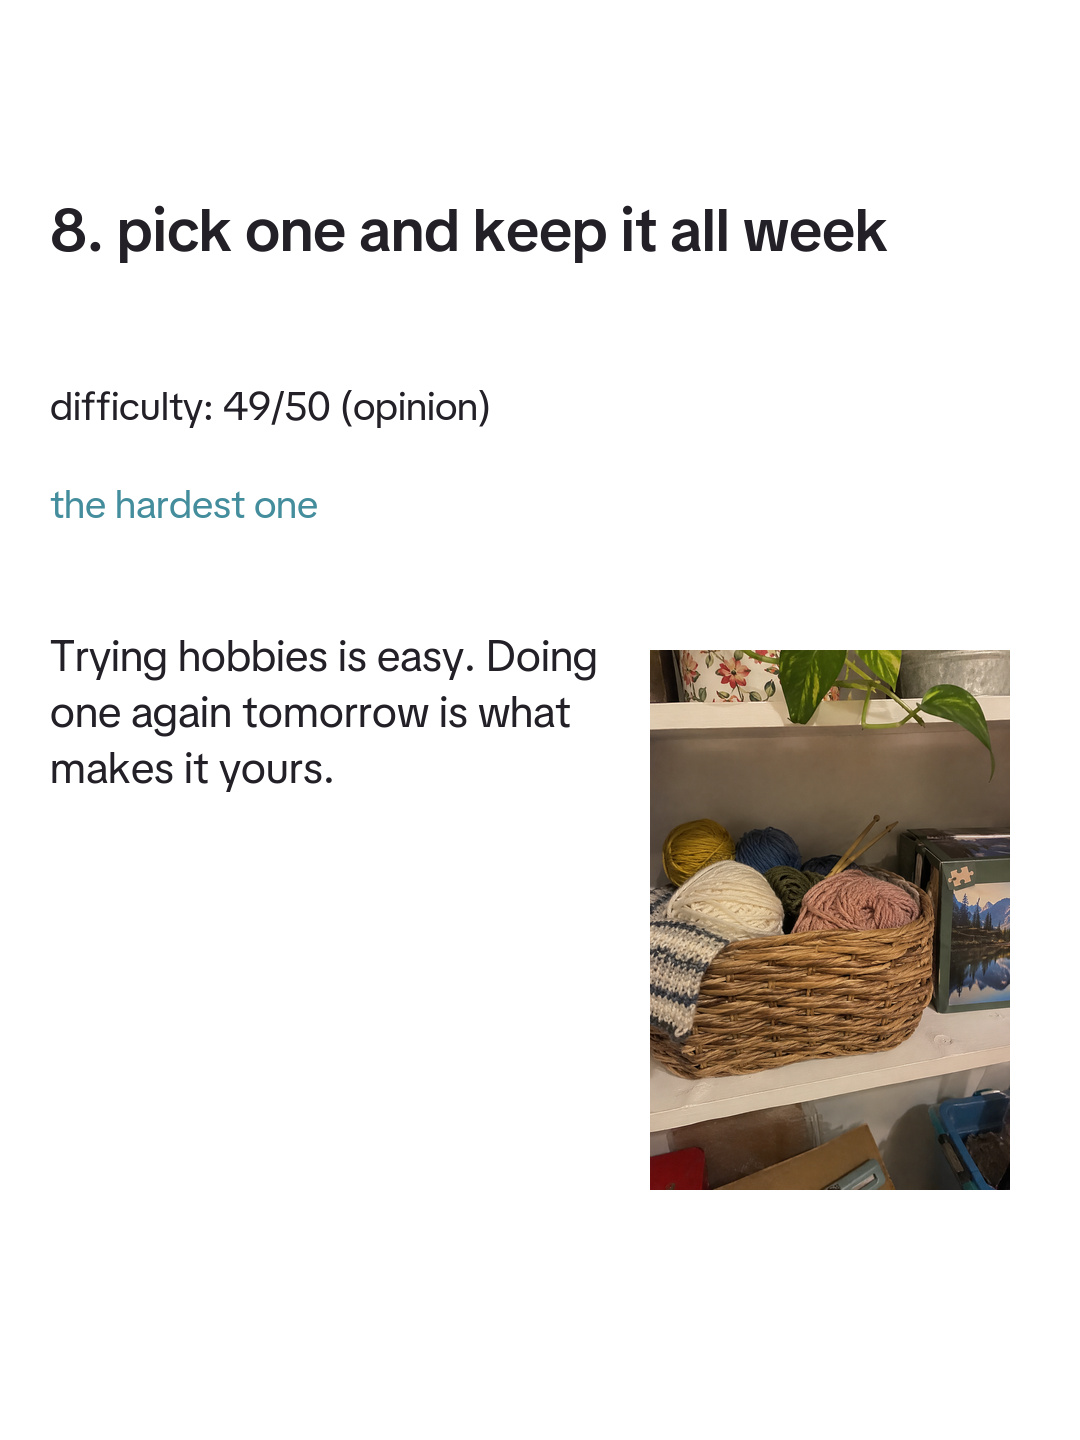 8. pick one and keep it all week
difficulty: 49/50 (opinion)
the hardest one
Trying hobbies is easy. Doing
one again tomorrow is what
makes it yours.